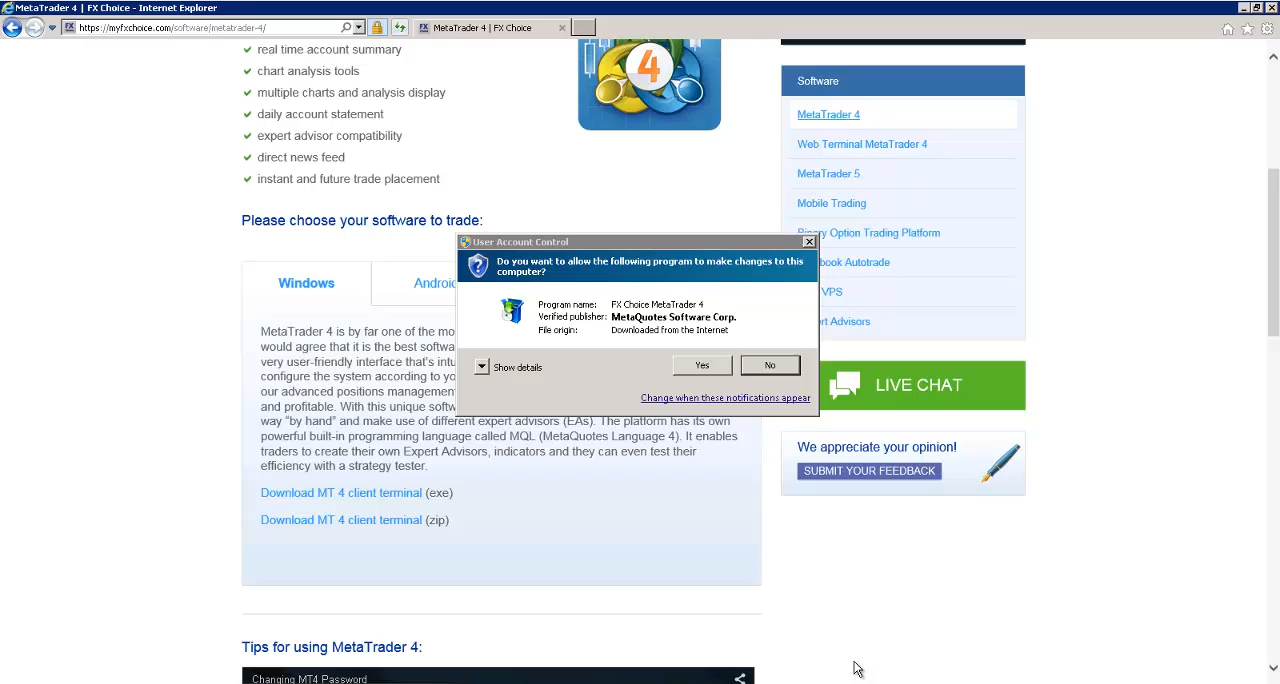 MetaTrader 4 | FX Choice - Internet Explorer
https://myfxchoice.com/software/metatrader-4/
MetaTrader 4 | FX Choice
real time account summary
chart analysis tools
multiple charts and analysis display
daily account statement
expert advisor compatibility
direct news feed
instant and future trade placement
4
Software
MetaTrader 4
Web Terminal MetaTrader 4
MetaTrader 5
Mobile Trading
Binary Option Trading Platform
book Autotrade
VPS
rt Advisors
Please choose your software to trade:
Windows
Androi
User Account Control
Do you want to allow the following program to make changes to this
computer?
Program name: FX Choice MetaTrader 4
Verified publisher: MetaQuotes Software Corp.
File origin: Downloaded from the Internet
Show details
Yes
No
Change when these notifications appear
MetaTrader 4 is by far one of the mo
would agree that it is the best softwa
very user-friendly interface that's intu
configure the system according to yo
our advanced positions management
and profitable. With this unique softw
way "by hand" and make use of different expert advisors (EAs). The platform has its own
powerful built-in programming language called MQL (MetaQuotes Language 4). It enables
traders to create their own Expert Advisors, indicators and they can even test their
efficiency with a strategy tester.
Download MT 4 client terminal (exe)
Download MT 4 client terminal (zip)
LIVE CHAT
We appreciate your opinion!
SUBMIT YOUR FEEDBACK
Tips for using MetaTrader 4:
Changing MT4 Password